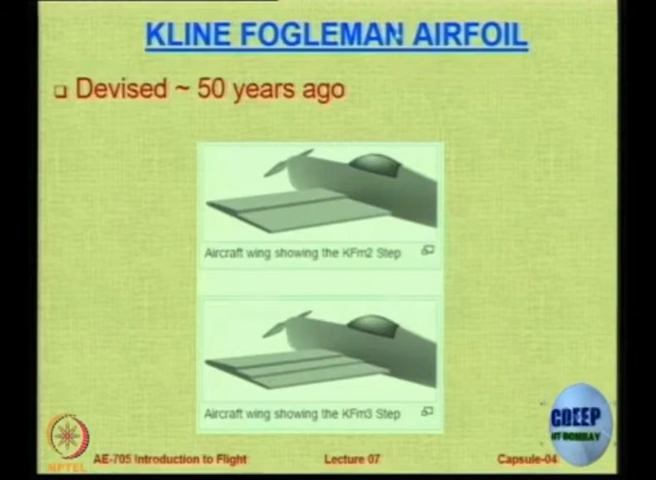 KLINE FOGLEMAN AIRFOIL
Devised ~ 50 years ago
Aircraft wing showing the KFm2 Step
Aircraft wing showing the KFm3 Step
NPTEL
CDEEP
IIT BOMBAY
AE-705 Introduction to Flight
Lecture 07
Capsule-04